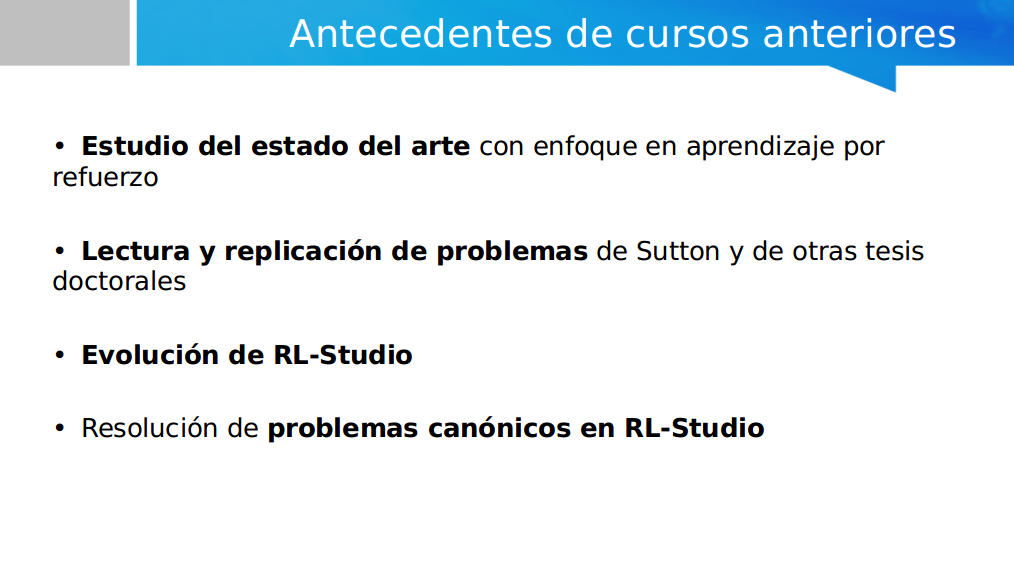 Antecedentes de cursos anteriores
• Estudio del estado del arte con enfoque en aprendizaje por
refuerzo
• Lectura y replicación de problemas de Sutton y de otras tesis
doctorales
• Evolución de RL-Studio
• Resolución de problemas canónicos en RL-Studio